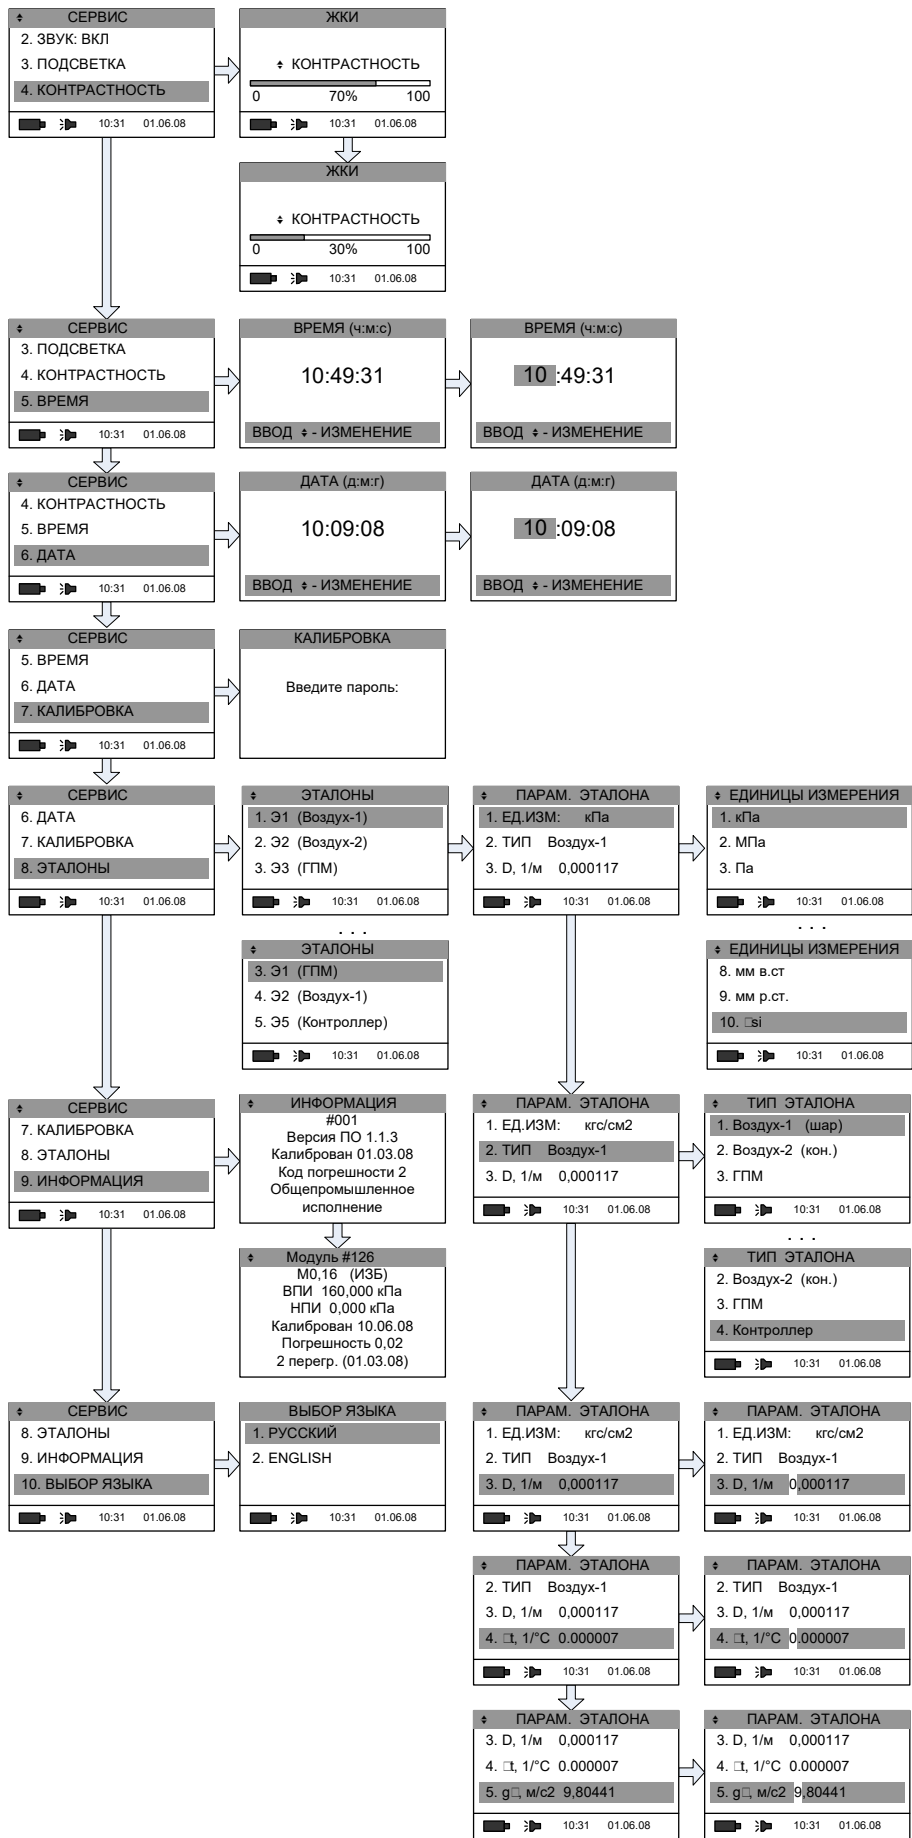 СЕРВИС
2. ЗВУК: ВКЛ
3. ПОДСВЕТКА
4. КОНТРАСТНОСТЬ
10:31 01.06.08
ЖКИ
КОНТРАСТНОСТЬ
0 70% 100
10:31 01.06.08
ЖКИ
КОНТРАСТНОСТЬ
0 30% 100
10:31 01.06.08
СЕРВИС
3. ПОДСВЕТКА
4. КОНТРАСТНОСТЬ
5. ВРЕМЯ
10:31 01.06.08
ВРЕМЯ (ч:м:с)
10:49:31
ВВОД - ИЗМЕНЕНИЕ
ВРЕМЯ (ч:м:с)
10 :49:31
ВВОД - ИЗМЕНЕНИЕ
СЕРВИС
4. КОНТРАСТНОСТЬ
5. ВРЕМЯ
6. ДАТА
10:31 01.06.08
ДАТА (д:м:г)
10:09:08
ВВОД - ИЗМЕНЕНИЕ
ДАТА (д:м:г)
10 :09:08
ВВОД - ИЗМЕНЕНИЕ
СЕРВИС
5. ВРЕМЯ
6. ДАТА
7. КАЛИБРОВКА
10:31 01.06.08
КАЛИБРОВКА
Введите пароль:
СЕРВИС
6. ДАТА
7. КАЛИБРОВКА
8. ЭТАЛОНЫ
10:31 01.06.08
ЭТАЛОНЫ
1. Э1 (Воздух-1)
2. Э2 (Воздух-2)
3. Э3 (ГПМ)
10:31 01.06.08
ПАРАМ. ЭТАЛОНА
1. ЕД.ИЗМ: кПа
2. ТИП Воздух-1
3. D, 1/м 0,000117
10:31 01.06.08
ЕДИНИЦЫ ИЗМЕРЕНИЯ
1. кПа
2. МПа
3. Па
10:31 01.06.08
. . .
ЭТАЛОНЫ
3. Э1 (ГПМ)
4. Э2 (Воздух-1)
5. Э5 (Контроллер)
10:31 01.06.08
. . .
ЕДИНИЦЫ ИЗМЕРЕНИЯ
8. мм в.ст
9. мм р.ст.
10. □si
10:31 01.06.08
СЕРВИС
7. КАЛИБРОВКА
8. ЭТАЛОНЫ
9. ИНФОРМАЦИЯ
10:31 01.06.08
ИНФОРМАЦИЯ
#001
Версия ПО 1.1.3
Калиброван 01.03.08
Код погрешности 2
Общепромышленное
исполнение
ПАРАМ. ЭТАЛОНА
1. ЕД.ИЗМ: кгс/см2
2. ТИП Воздух-1
3. D, 1/м 0,000117
10:31 01.06.08
ТИП ЭТАЛОНА
1. Воздух-1 (шар)
2. Воздух-2 (кон.)
3. ГПМ
10:31 01.06.08
Модуль #126
М0,16 (ИЗБ)
ВПИ 160,000 кПа
НПИ 0,000 кПа
Калиброван 10.06.08
Погрешность 0,02
2 перегр. (01.03.08)
. . .
ТИП ЭТАЛОНА
2. Воздух-2 (кон.)
3. ГПМ
4. Контроллер
10:31 01.06.08
СЕРВИС
8. ЭТАЛОНЫ
9. ИНФОРМАЦИЯ
10. ВЫБОР ЯЗЫКА
10:31 01.06.08
ВЫБОР ЯЗЫКА
1. РУССКИЙ
2. ENGLISH
10:31 01.06.08
ПАРАМ. ЭТАЛОНА
1. ЕД.ИЗМ: кгс/см2
2. ТИП Воздух-1
3. D, 1/м 0,000117
10:31 01.06.08
ПАРАМ. ЭТАЛОНА
1. ЕД.ИЗМ: кгс/см2
2. ТИП Воздух-1
3. D, 1/м 0,000117
10:31 01.06.08
ПАРАМ. ЭТАЛОНА
2. ТИП Воздух-1
3. D, 1/м 0,000117
4. □t, 1/°C 0.000007
10:31 01.06.08
ПАРАМ. ЭТАЛОНА
2. ТИП Воздух-1
3. D, 1/м 0,000117
4. □t, 1/°C 0.000007
10:31 01.06.08
ПАРАМ. ЭТАЛОНА
3. D, 1/м 0,000117
4. □t, 1/°C 0.000007
5. g□, м/с2 9,80441
10:31 01.06.08
ПАРАМ. ЭТАЛОНА
3. D, 1/м 0,000117
4. □t, 1/°C 0.000007
5. g□, м/с2 9,80441
10:31 01.06.08